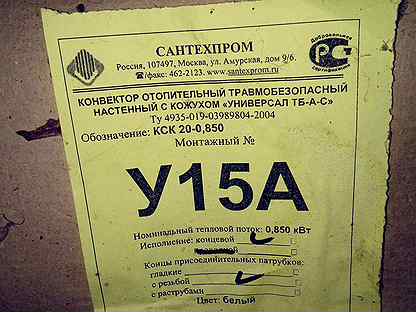 САНТЕХПРОМ
Россия, 107497, Москва, ул. Амурская, дом 9/6.
☎/факс: 462-2123. www.santexprom.ru
Добровольная
РС
сертификация
КОНВЕКТОР ОТОПИТЕЛЬНЫЙ ТРАВМОБЕЗОПАСНЫЙ
НАСТЕННЫЙ С КОЖУХОМ «УНИВЕРСАЛ ТБ-А-С»
Ту 4935-019-03989804-2004
Обозначение: КСК 20-0,850
Монтажный №
У15А
Номинальный тепловой поток: 0,850 кВт
Исполнение: концевой
Концы присоединительных патрубков:
гладкие
с резьбой
с раструбами
Цвет: белый